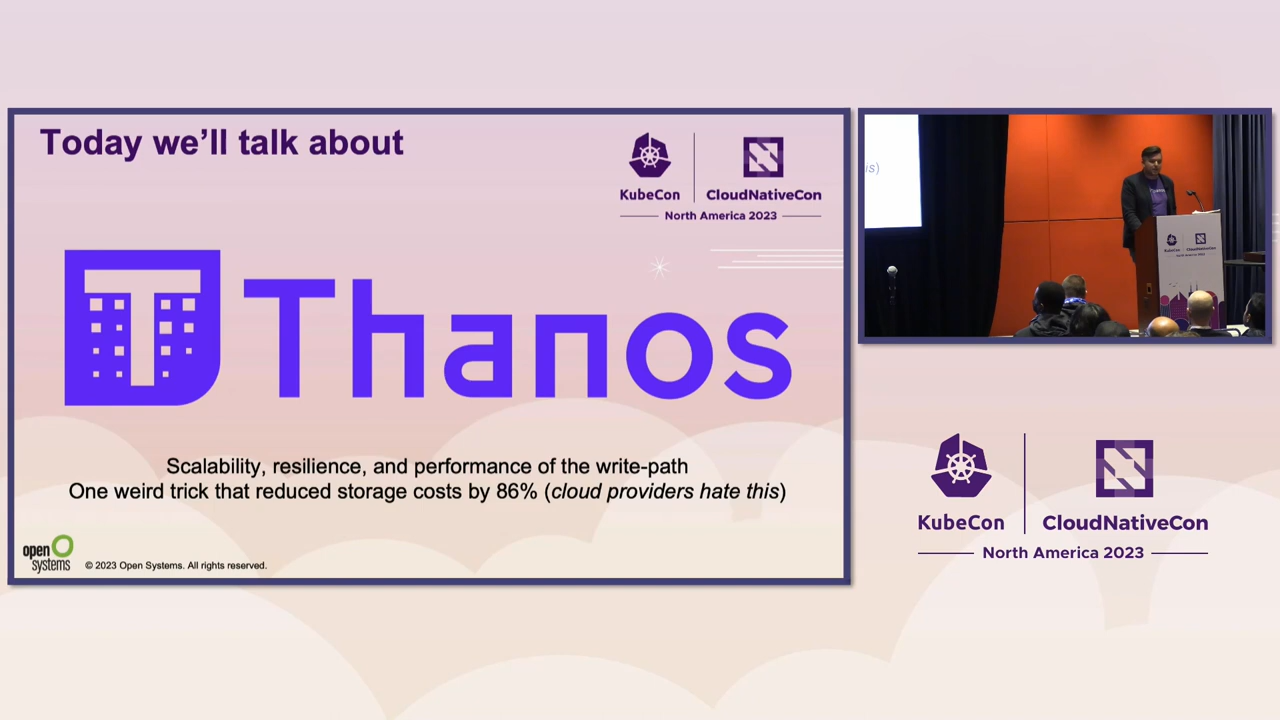 Today we'll talk about
KubeCon
CloudNativeCon
North America 2023
Thanos
Scalability, resilience, and performance of the write-path
One weird trick that reduced storage costs by 86% (cloud providers hate this)
open
systems
© 2023 Open Systems. All rights reserved.
is)
KubeCon
CloudNativeCon
North America 2023